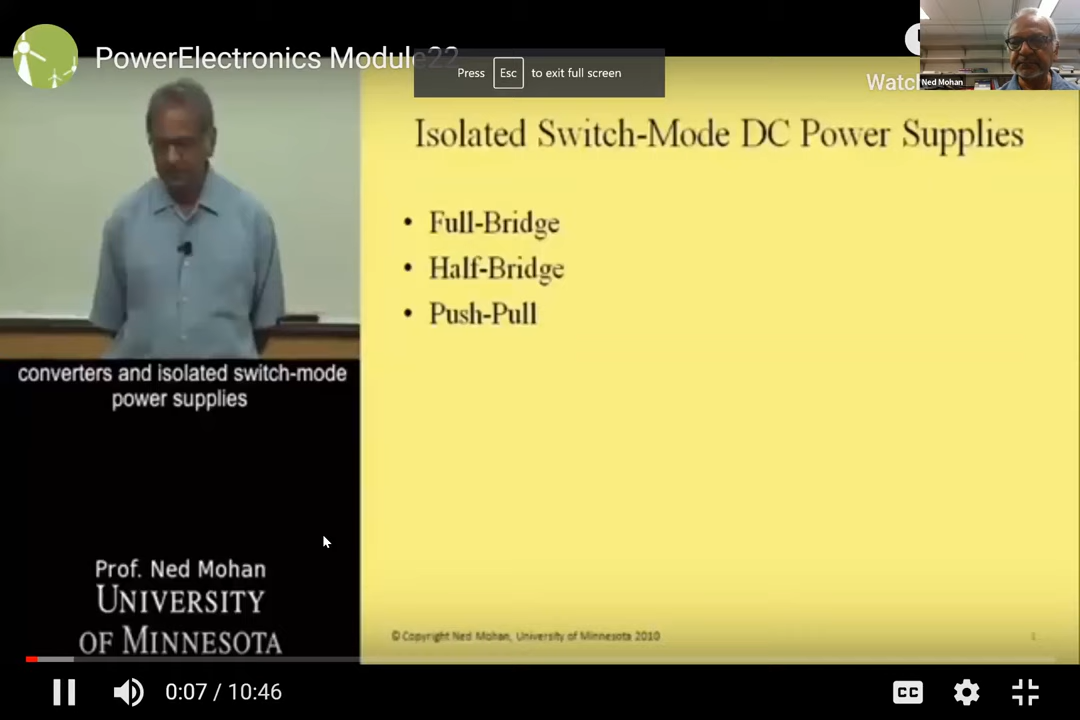 PowerElectronics Module22
Press Esc to exit full screen
Watc
Ned Mohan
Isolated Switch-Mode DC Power Supplies
• Full-Bridge
• Half-Bridge
• Push-Pull
converters and isolated switch-mode
power supplies
Prof. Ned Mohan
UNIVERSITY
OF MINNESOTA
© Copyright Ned Mohan, University of Minnesota 2010
0:07 / 10:46
CC